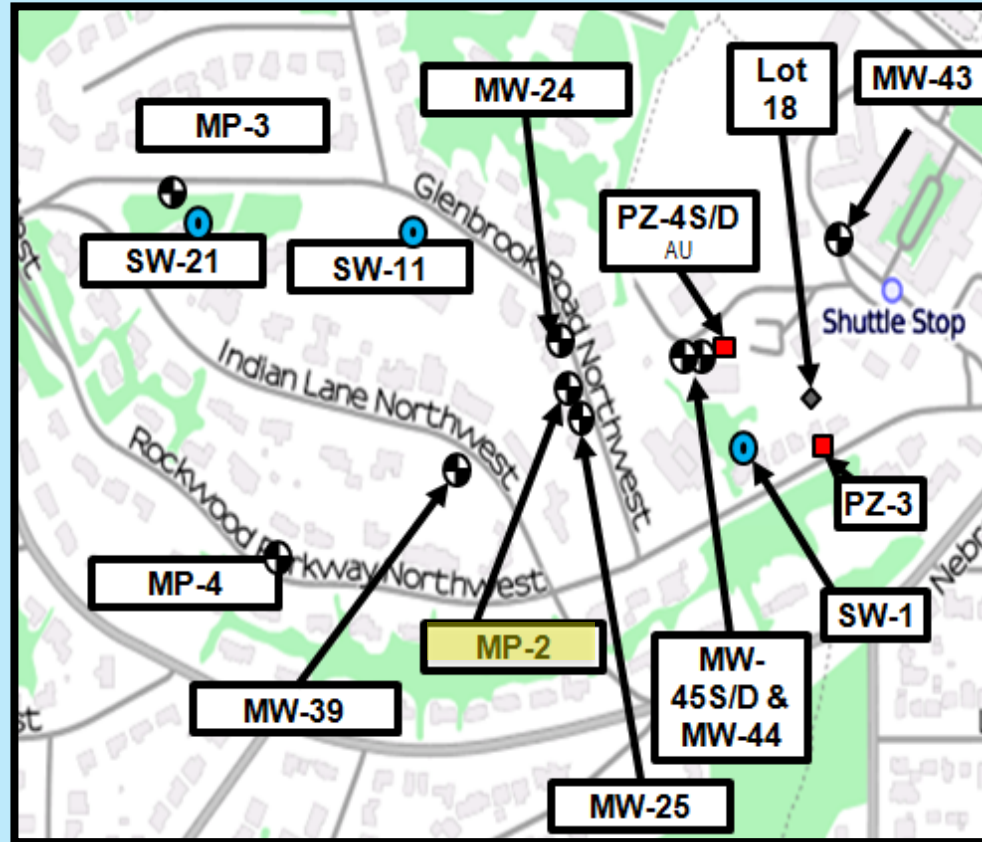 MW-24
Lot
18
MW-43
MP-3
Glenbrook Road Northwest
PZ-4S/D
AU
SW-21
SW-11
Shuttle Stop
Indian Lane Northwest
Rockwood Parkway Northwest
PZ-3
MP-4
SW-1
MP-2
MW-
45S/D &
MW-44
MW-39
MW-25